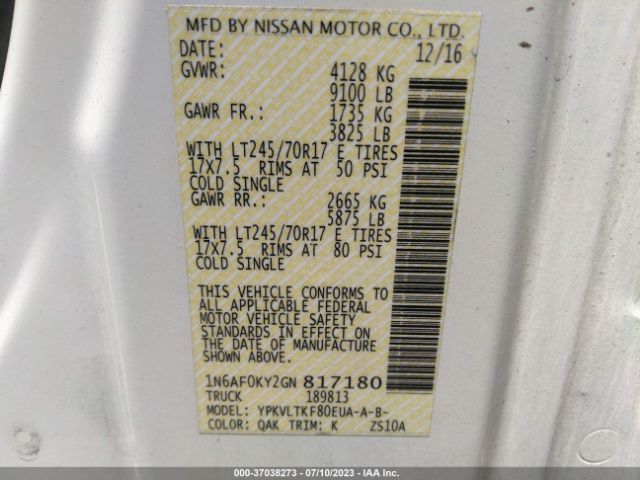 MFD BY NISSAN MOTOR CO., LTD.
DATE: 12/16
GVWR: 4128 KG
9100 LB
GAWR FR.: 1735 KG
3825 LB
WITH LT245/70R17 E TIRES
17X7.5 RIMS AT 50 PSI
COLD SINGLE
GAWR RR.: 2665 KG
5875 LB
WITH LT245/70R17 E TIRES
17X7.5 RIMS AT 80 PSI
COLD SINGLE
THIS VEHICLE CONFORMS TO
ALL APPLICABLE FEDERAL
MOTOR VEHICLE SAFETY
STANDARDS IN EFFECT ON
THE DATE OF MANUFACTURE
SHOWN ABOVE.
1N6AF0KY2GN 817180
TRUCK 189813
MODEL: YPKVLTKF80EUA-A-B-
COLOR: QAK TRIM: K ZS10A
000-37038273 - 07/10/2023 - IAA Inc.